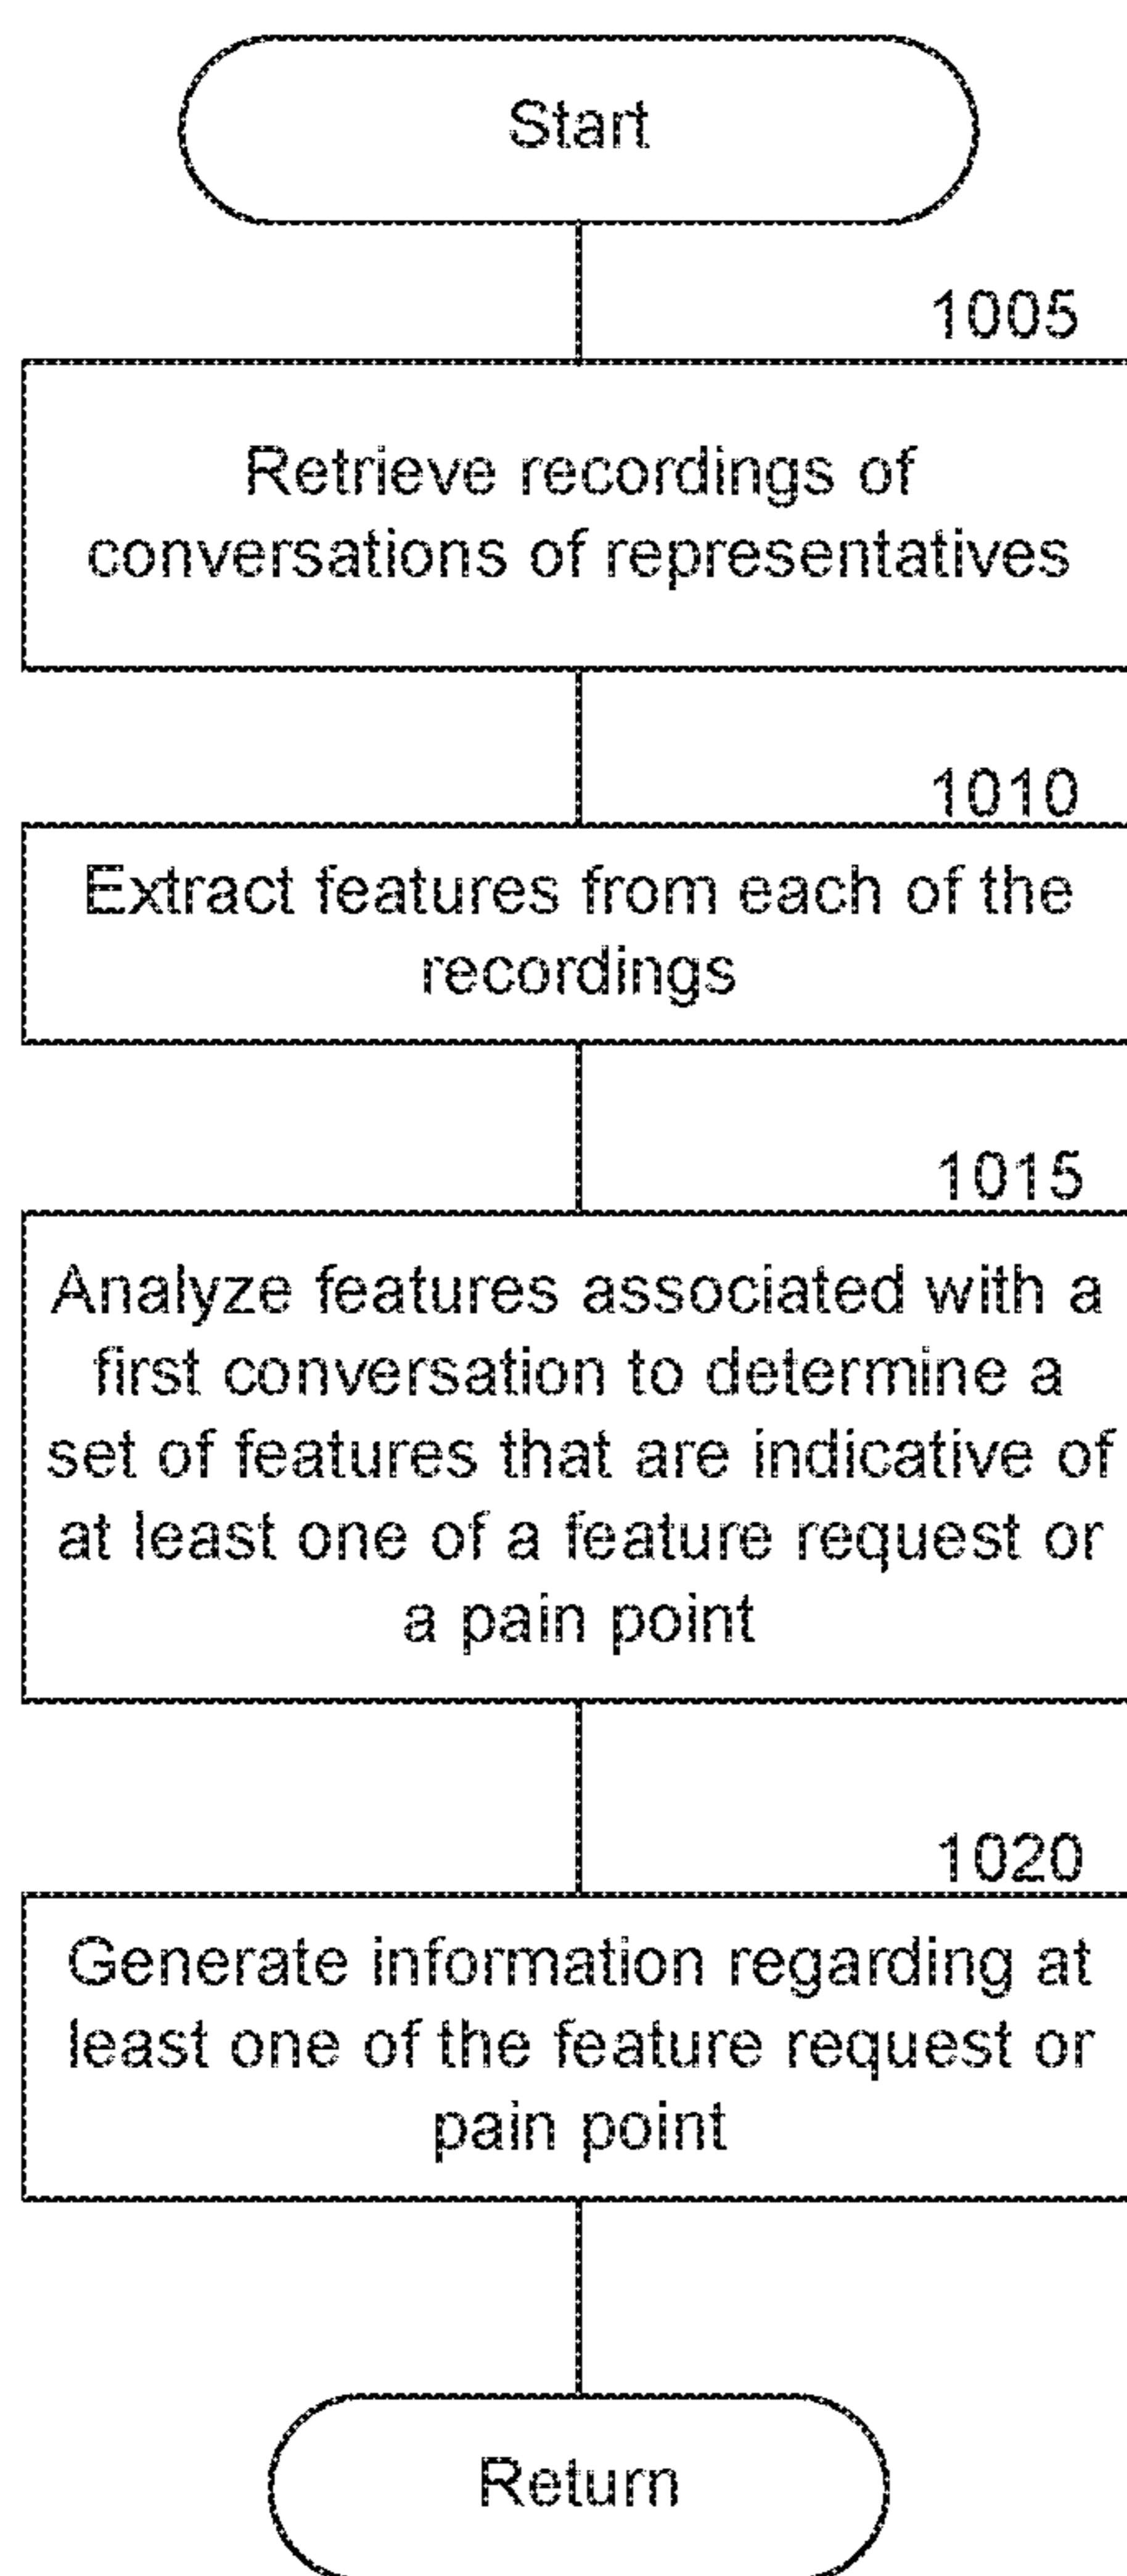 Start
1005
Retrieve recordings of
conversations of representatives
1010
Extract features from each of the
recordings
1015
Analyze features associated with a
first conversation to determine a
set of features that are indicative of
at least one of a feature request or
a pain point
1020
Generate information regarding at
least one of the feature request or
pain point
Return